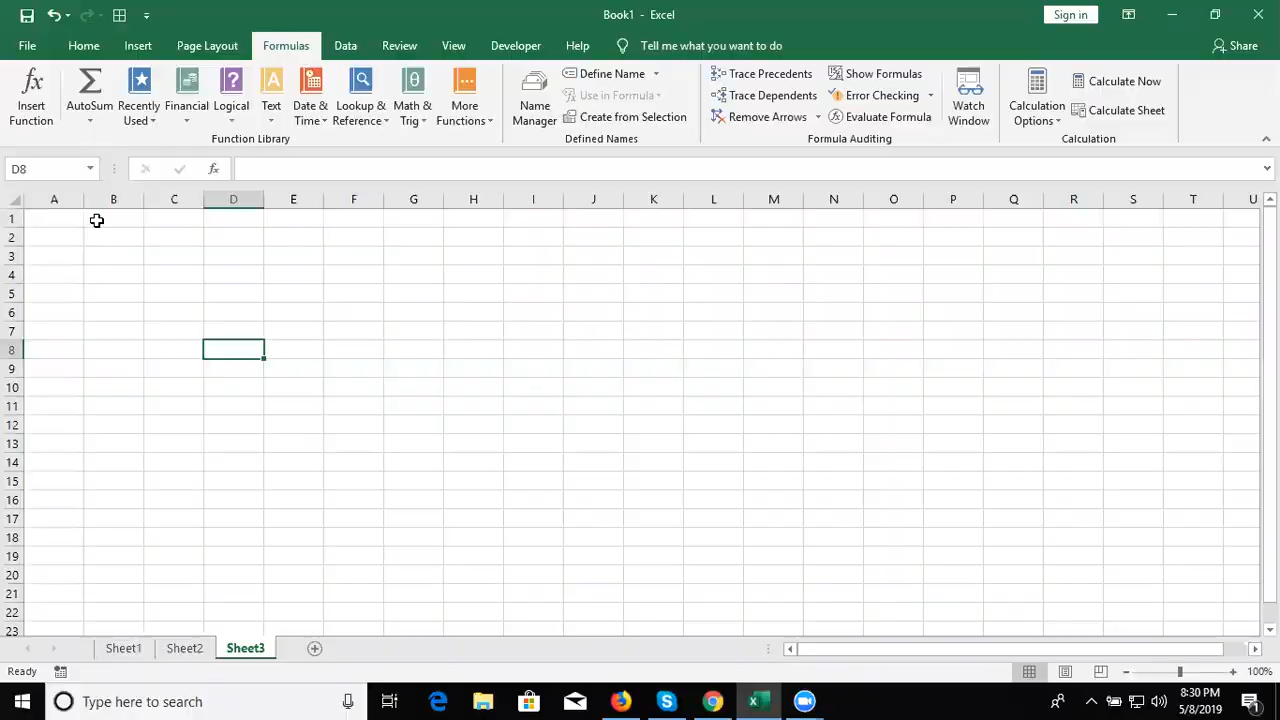 Book1 - Excel
Sign in
File Home Insert Page Layout Formulas Data Review View Developer Help Tell me what you want to do Share
fx Insert Function
Σ AutoSum
Recently Used
Financial
? Logical
A Text
Date & Time
Lookup & Reference
θ Math & Trig
More Functions
Function Library
Name Manager
Define Name
Use in Formula
Create from Selection
Defined Names
Trace Precedents
Trace Dependents
Remove Arrows
Show Formulas
Error Checking
Evaluate Formula
Formula Auditing
Watch Window
Calculation Options
Calculate Now
Calculate Sheet
Calculation
D8 fx
A B C D E F G H I J K L M N O P Q R S T U
1
2
3
4
5
6
7
8
9
10
11
12
13
14
15
16
17
18
19
20
21
22
23
Sheet1 Sheet2 Sheet3
Ready 100%
Type here to search
8:30 PM
5/8/2019
1